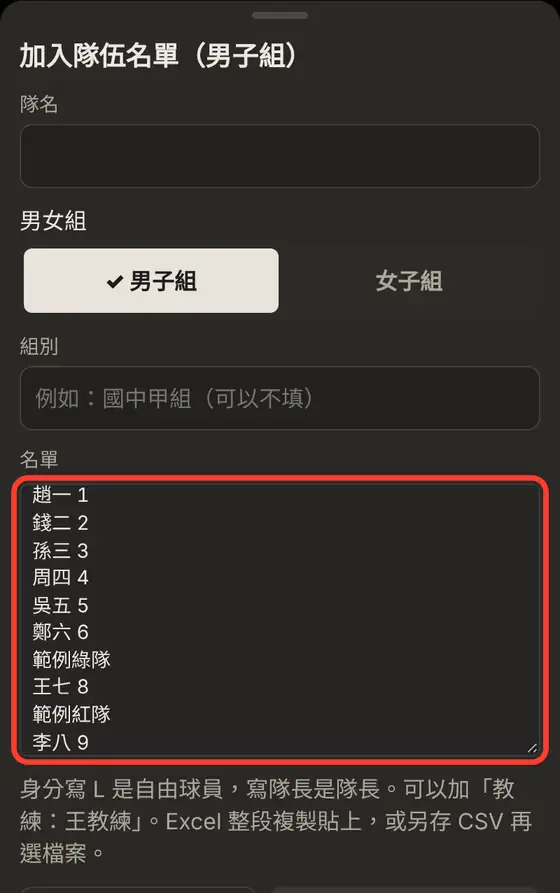 加入隊伍名單（男子組）
隊名
男女組
✓ 男子組
女子組
組別
例如：國中甲組（可以不填）
名單
趙一 1
錢二 2
孫三 3
周四 4
吳五 5
鄭六 6
範例綠隊
王七 8
範例紅隊
李八 9
身分寫 L 是自由球員，寫隊長是隊長。可以加「教
練：王教練」。Excel 整段複製貼上，或另存 CSV 再
選檔案。